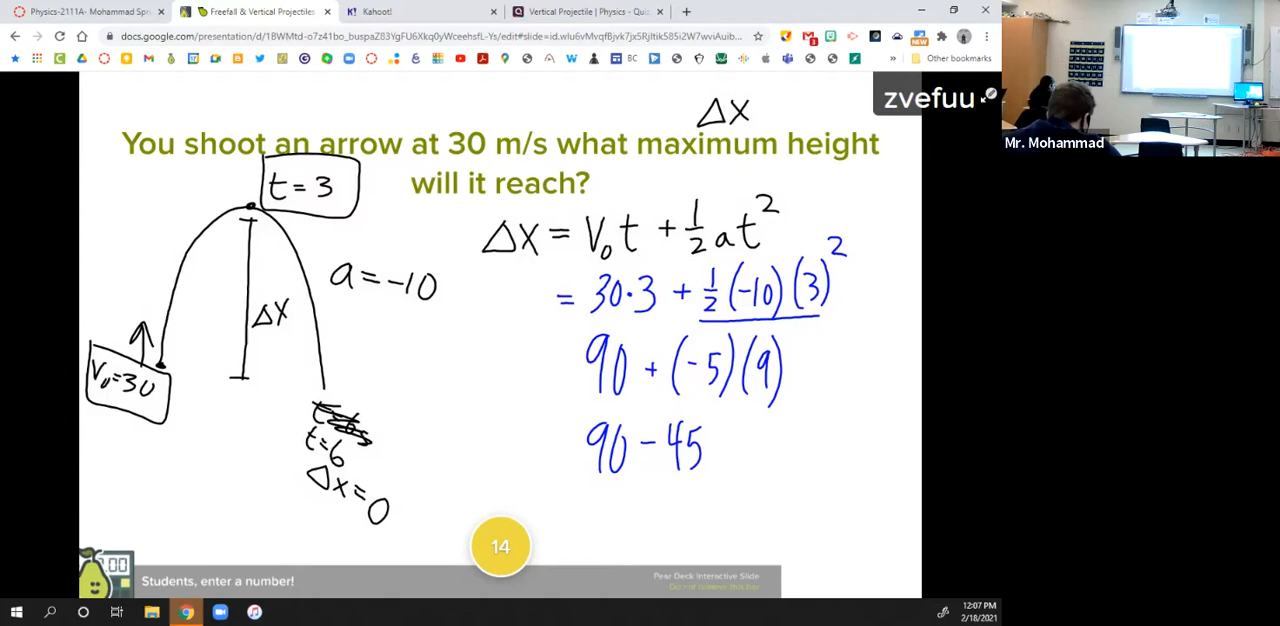 Physics-2111A- Mohammad Spr
Freefall & Vertical Projectiles
Kahoot!
Vertical Projectile | Physics - Qui
docs.google.com/presentation/d/1BWMtd-o7z41bo_buspaZ83YgFU6Xkq0yWceehsfL-Ys/edit#slide=id.wlu6vMvqfByvk7jx5RjItik585i2W7wviAuib...
BC
Other bookmarks
zvefuu
Mr. Mohammad
Δx
You shoot an arrow at 30 m/s what maximum height
will it reach?
t = 3
Δx = V₀t + 1/2 at²
a = -10
= 30·3 + 1/2 (-10)(3)²
Δx
V₀=30
90 + (-5)(9)
t=6
90 - 45
Δx=0
14
Students, enter a number!
Pear Deck Interactive Slide
12:07 PM
2/18/2021